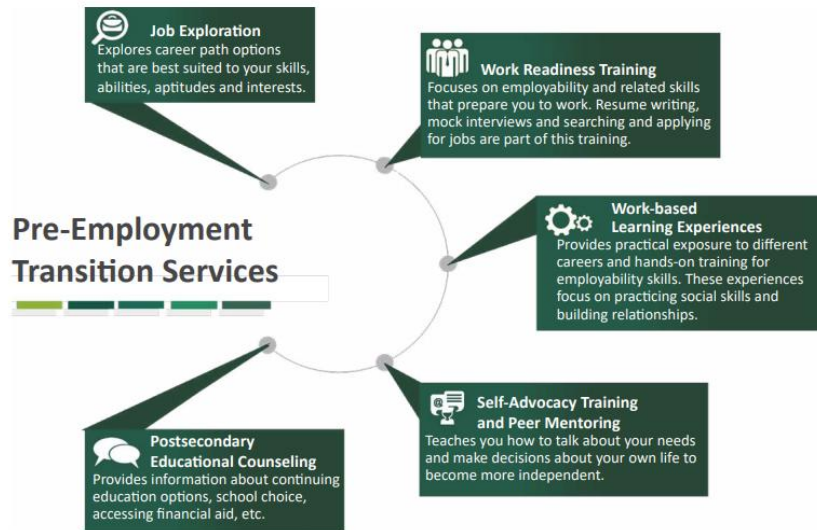 Job Exploration
Explores career path options
that are best suited to your skills,
abilities, aptitudes and interests.
Work Readiness Training
Focuses on employability and related skills
that prepare you to work. Resume writing,
mock interviews and searching and applying
for jobs are part of this training.
Pre-Employment
Transition Services
Work-based
Learning Experiences
Provides practical exposure to different
careers and hands-on training for
employability skills. These experiences
focus on practicing social skills and
building relationships.
@
Self-Advocacy Training
and Peer Mentoring
Teaches you how to talk about your needs
and make decisions about your own life to
become more independent.
Postsecondary
Educational Counseling
Provides information about continuing
education options, school choice,
accessing financial aid, etc.